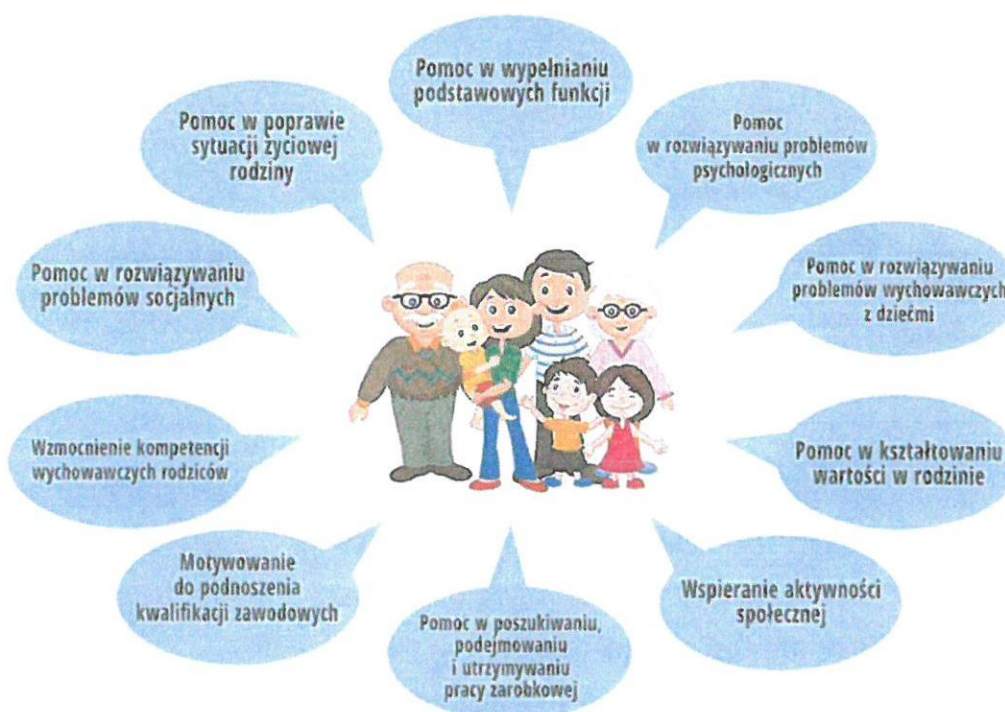 Pomoc w wypełnianiu
podstawowych funkcji
Pomoc
w rozwiązywaniu problemów
psychologicznych
Pomoc w rozwiązywaniu
problemów wychowawczych
z dziećmi
Pomoc w kształtowaniu
wartości w rodzinie
Wspieranie aktywności
społecznej
Pomoc w poszukiwaniu,
podejmowaniu
i utrzymywaniu
pracy zarobkowej
Motywowanie
do podnoszenia
kwalifikacji zawodowych
Wzmocnienie kompetencji
wychowawczych rodziców
Pomoc w rozwiązywaniu
problemów socjalnych
Pomoc w poprawie
sytuacji życiowej
rodziny